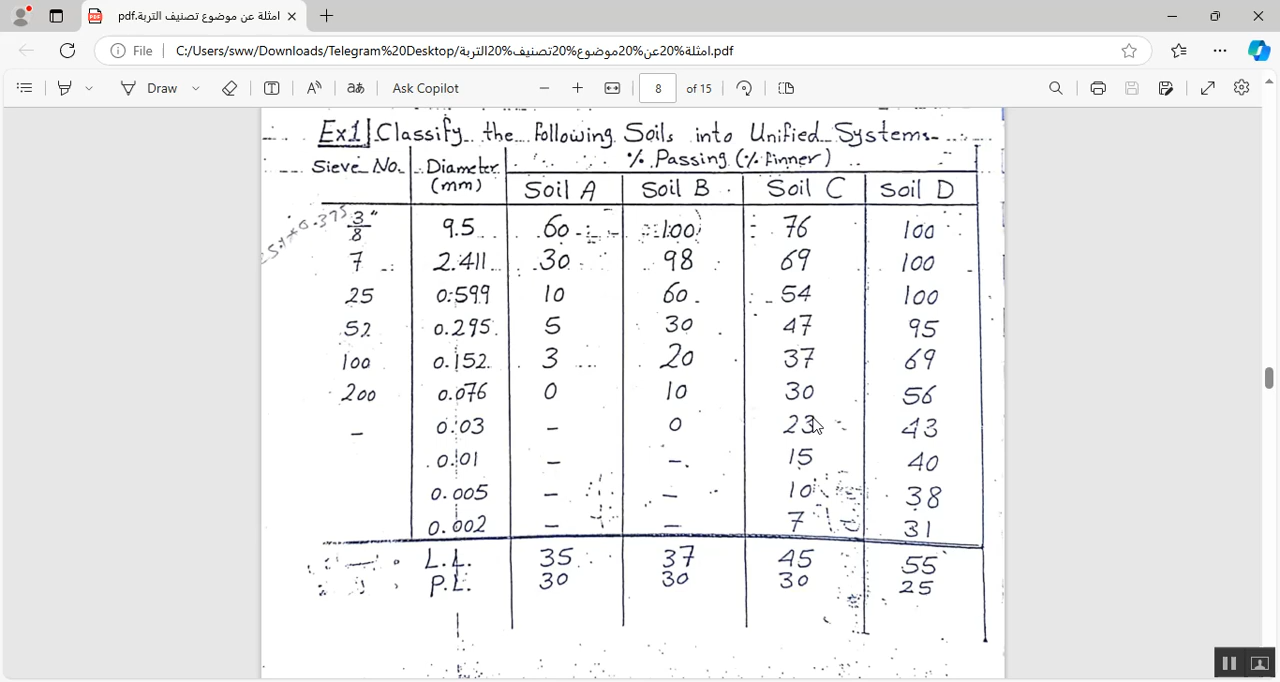 امثلة عن موضوع تصنيف التربة.pdf
File C:/Users/sww/Downloads/Telegram%20Desktop/امثلة%20عن%20موضوع%20تصنيف%20التربة.pdf
Draw Ask Copilot 8 of 15
Ex1 Classify the Following Soils into Unified Systems
Sieve No. Diameter (mm) % Passing (% finner)
Soil A Soil B Soil C Soil D
3/8" 9.5 60 100 76 100
7 2.411 30 98 69 100
25 0.599 10 60 54 100
52 0.295 5 30 47 95
100 0.152 3 20 37 69
200 0.076 0 10 30 56
- 0.03 - 0 23 43
0.01 - - 15 40
0.005 - - 10 38
0.002 - - 7 31
L.L. 35 37 45 55
P.L. 30 30 30 25